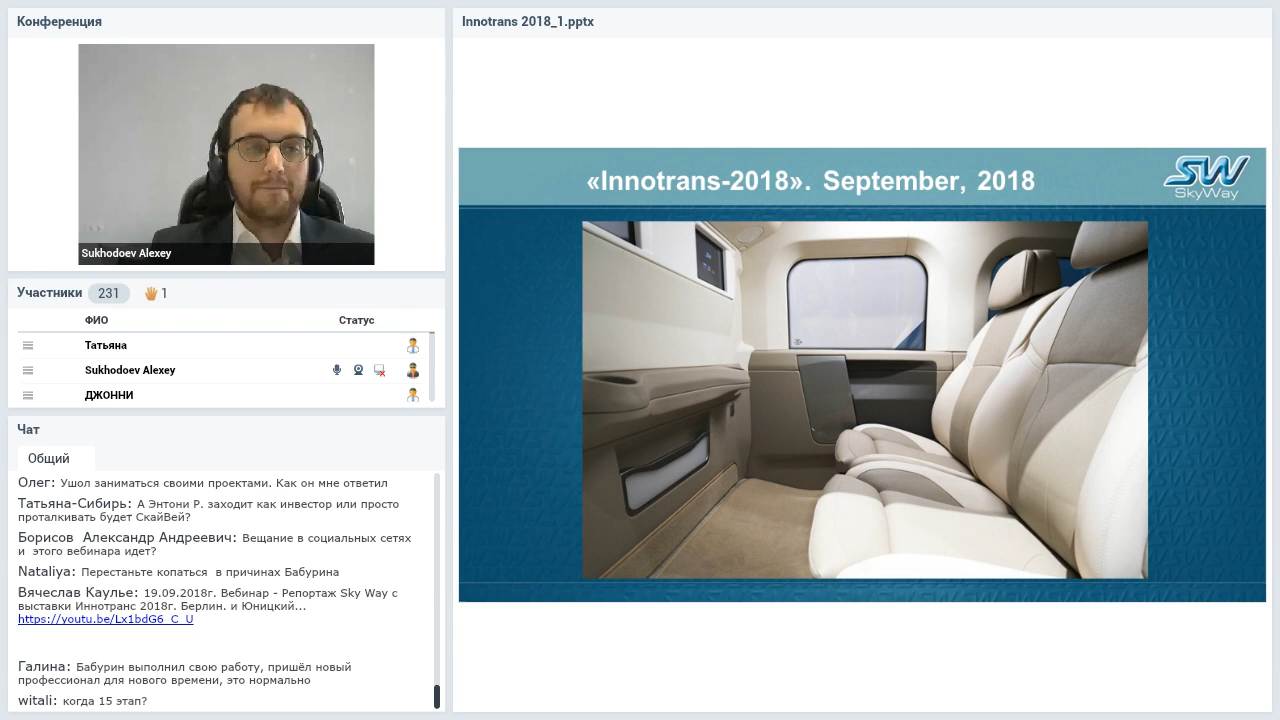 Конференция
Sukhodoev Alexey
Участники 231 1
ФИО Статус
Татьяна
Sukhodoev Alexey
ДЖОННИ
Чат
Общий
Олег: Ушол заниматься своими проектами. Как он мне ответил
Татьяна-Сибирь: А Энтони Р. заходит как инвестор или просто
проталкивать будет СкайВей?
Борисов Александр Андреевич: Вещание в социальных сетях
и этого вебинара идет?
Nataliya: Перестаньте копаться в причинах Бабурина
Вячеслав Каулье: 19.09.2018г. Вебинар - Репортаж Sky Way с
выставки Иннотранс 2018г. Берлин. и Юницкий...
https://youtu.be/Lx1bdG6_C_U
Галина: Бабурин выполнил свою работу, пришёл новый
профессионал для нового времени, это нормально
witali: когда 15 этап?
Innotrans 2018_1.pptx
«Innotrans-2018». September, 2018
SW
SkyWay